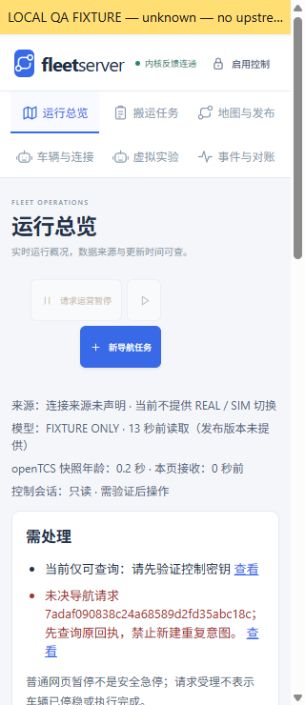 LOCAL QA FIXTURE — unknown — no upstre...
fleetserver
内核反馈连通
启用控制
运行总览
搬运任务
地图与发布
车辆与连接
虚拟实验
事件与对账
FLEET OPERATIONS
运行总览
实时运行概况，数据来源与更新时间可查。
请求运营暂停
新导航任务
来源：连接来源未声明 · 当前不提供 REAL / SIM 切换
模型：FIXTURE ONLY · 13 秒前读取（发布版本未提
供）
openTCS 快照年龄：0.2 秒 · 本页接收：0 秒前
控制会话：只读 · 需验证后操作
需处理
当前仅可查询：请先验证控制密钥 查看
未决导航请求
7adaf090838c24a68589d2fd35abc18c；
先查询原回执，禁止新建重复意图。 查
看
普通网页暂停不是安全急停；请求受理不表示
车辆已停稳或执行完成。